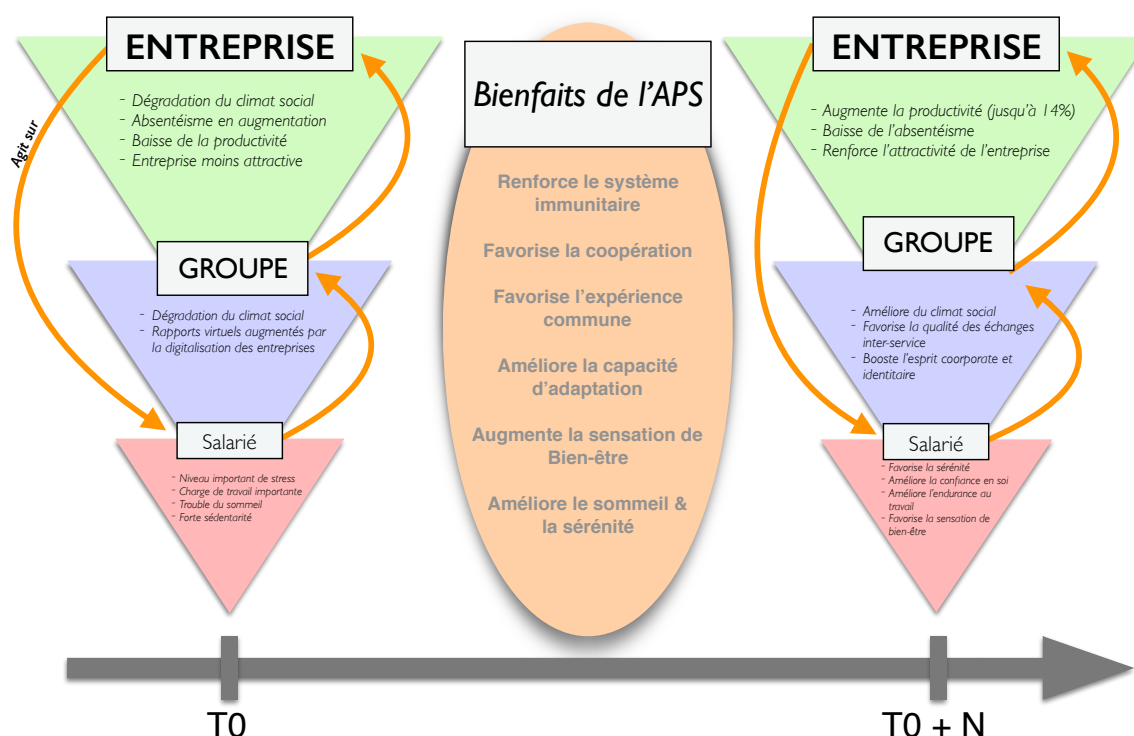 ENTREPRISE
- Dégradation du climat social
- Absentéisme en augmentation
- Baisse de la productivité
- Entreprise moins attractive
Agit sur
GROUPE
- Dégradation du climat social
- Rapports virtuels augmentés par
la digitalisation des entreprises
Salarié
- Niveau important de stress
- Charge de travail importante
- Trouble du sommeil
- Forte sédentarité
Bienfaits de l'APS
Renforce le système
immunitaire
Favorise la coopération
Favorise l'expérience
commune
Améliore la capacité
d'adaptation
Augmente la sensation de
Bien-être
Améliore le sommeil &
la sérénité
ENTREPRISE
- Augmente la productivité (jusqu'à 14%)
- Baisse de l'absentéisme
- Renforce l'attractivité de l'entreprise
GROUPE
- Améliore du climat social
- Favorise la qualité des échanges
inter-service
- Booste l'esprit coorporate et
identitaire
Salarié
- Favorise la sérénité
- Améliore la confiance en soi
- Améliore l'endurance au
travail
- Favorise la sensation de
bien-être
T0
T0 + N